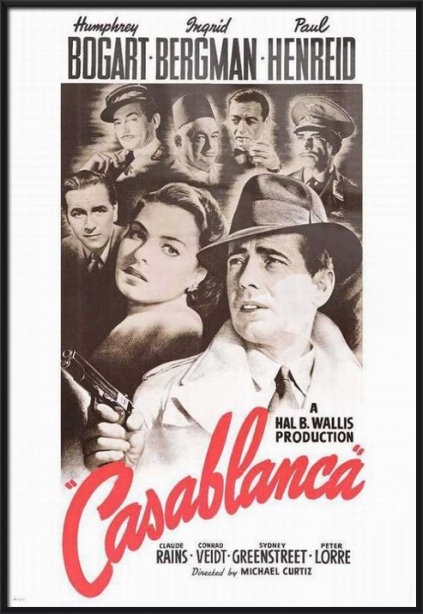 Humphrey Ingrid Paul
BOGART · BERGMAN · HENREID
A
HAL B. WALLIS
PRODUCTION
"Casablanca"
CLAUDE CONRAD SYDNEY PETER
RAINS · VEIDT · GREENSTREET · LORRE
Directed by MICHAEL CURTIZ